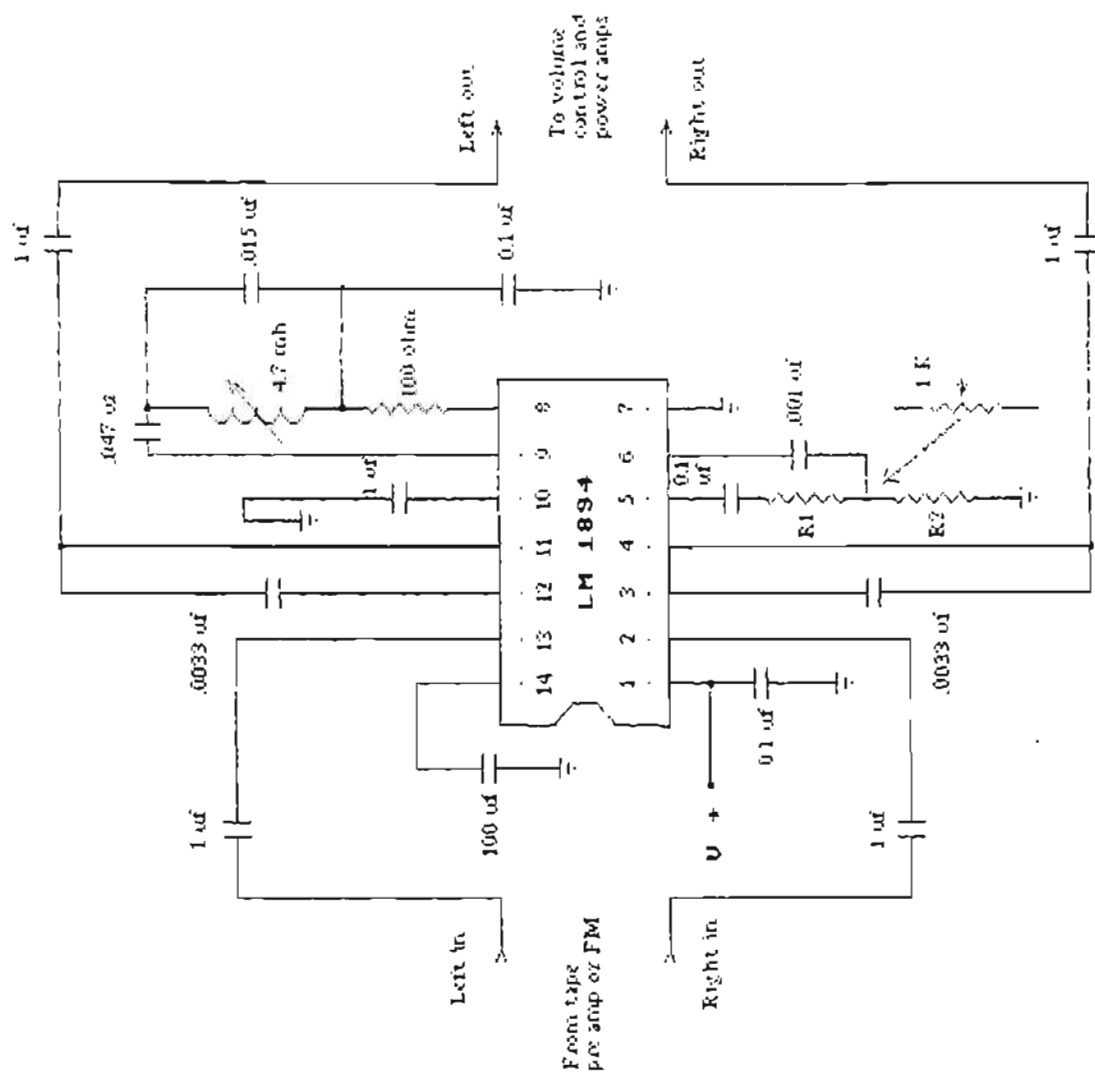 1 uf
.0033 uf
1 uf
.047 uf
.015 uf
4.7 mh
100 ohm
0.1 uf
1 uf
100 uf
Left in
Left out
From tape
pre amp or FM
To volume
control and
power amps
14 13 12 11 10 9 8
LM 1894
1 2 3 4 5 6 7
Right in
Right out
V +
0.1
uf
.001 uf
R1
R2
1 K
1 uf
.0033 uf
1 uf